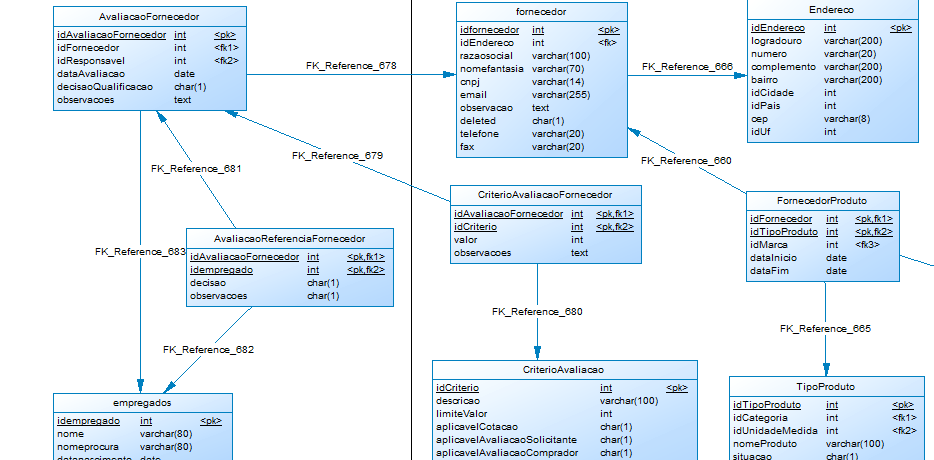 AvaliacaoFornecedor
idAvaliacaoFornecedor int <pk>
idFornecedor int <fk1>
idResponsavel int <fk2>
dataAvaliacao date
decisaoQualificacao char(1)
observacoes text
FK_Reference_678
fornecedor
idfornecedor int <pk>
idEndereco int <fk>
razaosocial varchar(100)
nomefantasia varchar(70)
cnpj varchar(14)
email varchar(255)
observacao text
deleted char(1)
telefone varchar(20)
fax varchar(20)
FK_Reference_666
Endereco
idEndereco int <pk>
logradouro varchar(200)
numero varchar(20)
complemento varchar(200)
bairro varchar(200)
idCidade int
idPais int
cep varchar(8)
idUf int
FK_Reference_681
FK_Reference_679
FK_Reference_660
AvaliacaoReferenciaFornecedor
idAvaliacaoFornecedor int <pk,fk1>
idempregado int <pk,fk2>
decisao char(1)
observacoes char(1)
CriterioAvaliacaoFornecedor
idAvaliacaoFornecedor int <pk,fk1>
idCriterio int <pk,fk2>
valor int
observacoes text
FornecedorProduto
idFornecedor int <pk,fk1>
idTipoProduto int <pk,fk2>
idMarca int <fk3>
dataInicio date
dataFim date
FK_Reference_683
FK_Reference_682
FK_Reference_680
FK_Reference_665
empregados
idempregado int <pk>
nome varchar(80)
nomeprocura varchar(80)
datanascimento date
CriterioAvaliacao
idCriterio int <pk>
descricao varchar(100)
limiteValor int
aplicavelCotacao char(1)
aplicavelAvaliacaoSolicitante char(1)
aplicavelAvaliacaoComprador char(1)
TipoProduto
idTipoProduto int <pk>
idCategoria int <fk1>
idUnidadeMedida int <fk2>
nomeProduto varchar(100)
situacao char(1)